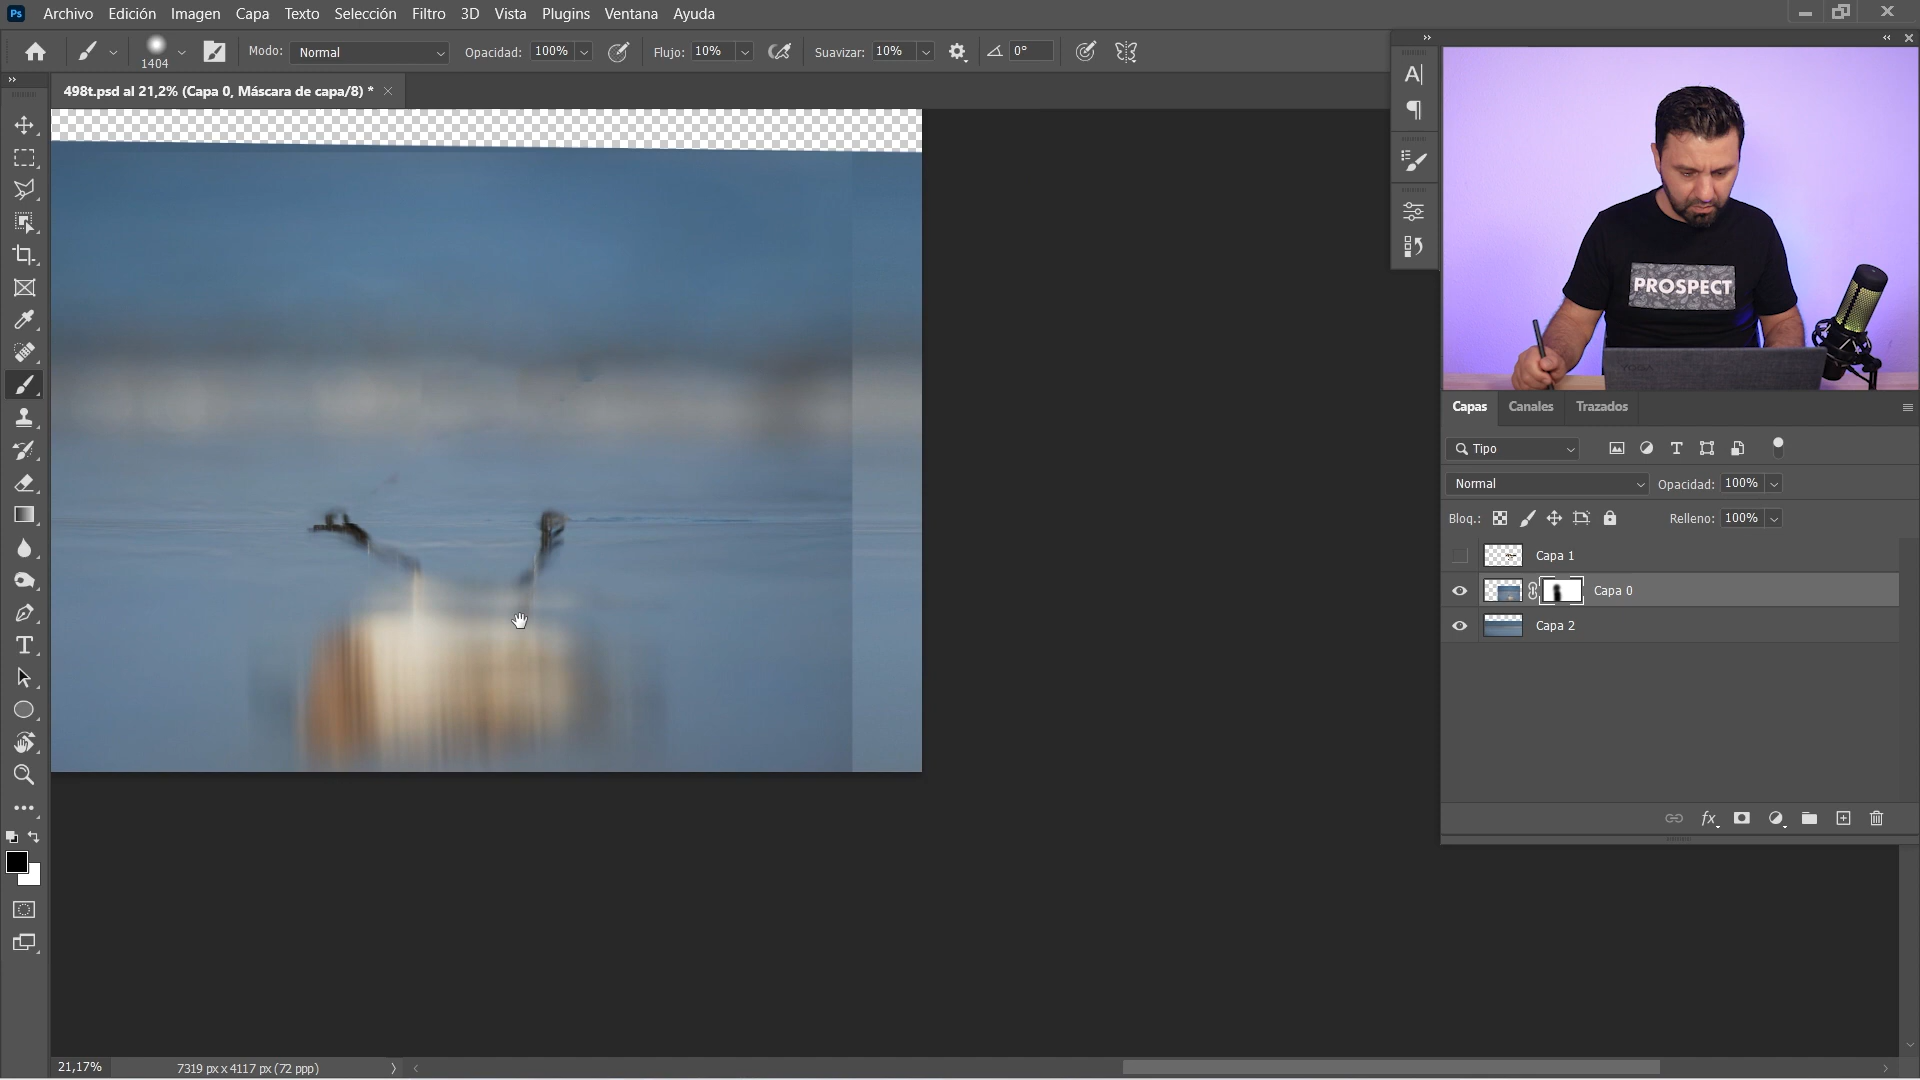 Ps Archivo Edición Imagen Capa Texto Selección Filtro 3D Vista Plugins Ventana Ayuda
1404 Modo: Normal Opacidad: 100% Flujo: 10% Suavizar: 10% 0°
498t.psd al 21,2% (Capa 0, Máscara de capa/8) *
PROSPECT
Capas Canales Trazados
Tipo
Normal Opacidad: 100%
Bloq.: Relleno: 100%
Capa 1
Capa 0
Capa 2
fx
21,17% 7319 px x 4117 px (72 ppp)